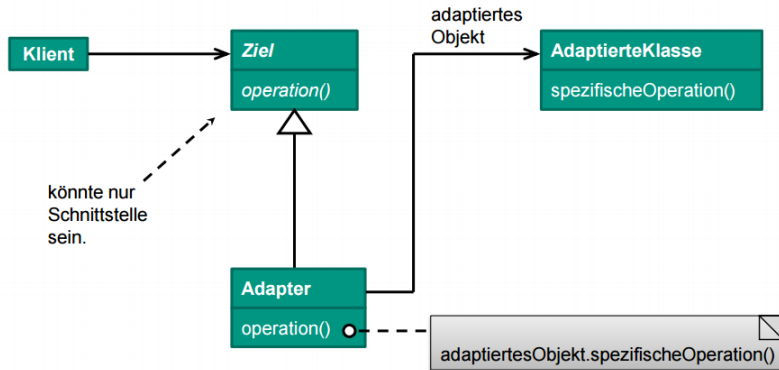 Klient
Ziel
operation()
adaptiertes
Objekt
AdaptierteKlasse
spezifischeOperation()
könnte nur
Schnittstelle
sein.
Adapter
operation()
adaptiertesObjekt.spezifischeOperation()